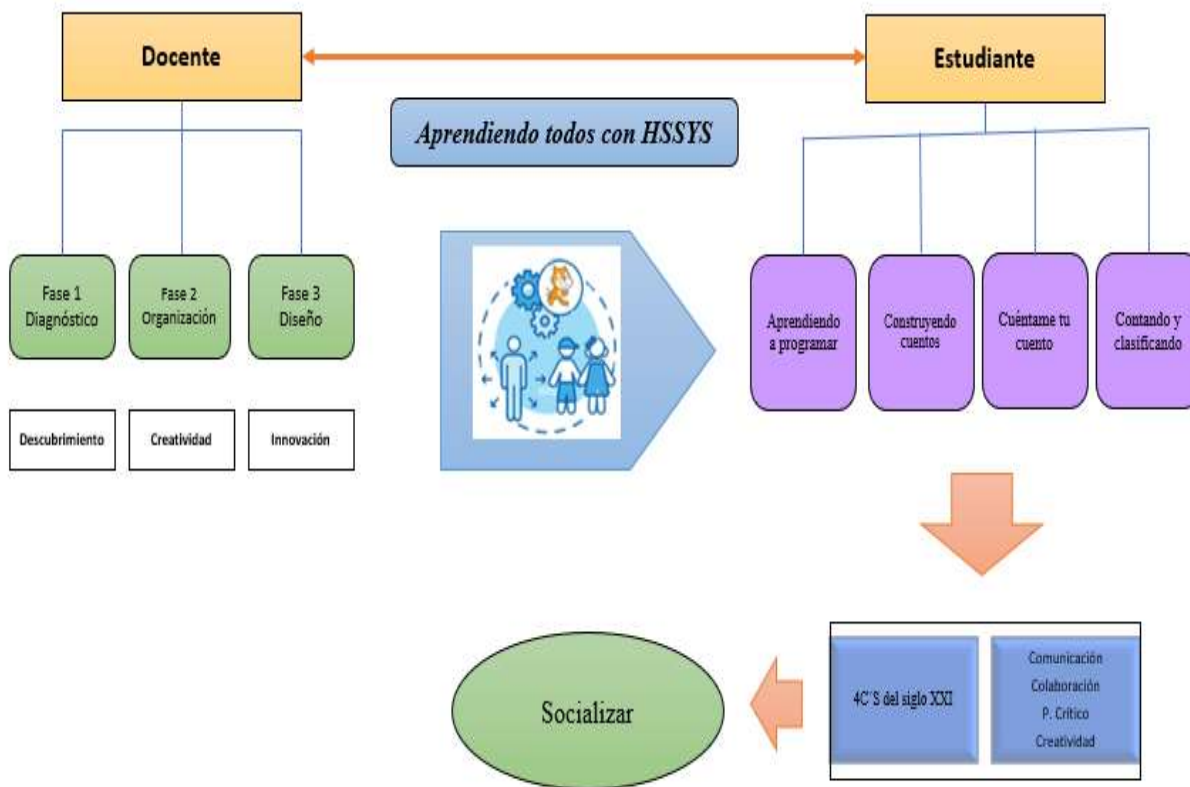 Docente
Estudiante
Aprendiendo todos con HSSYS
Fase 1
Diagnóstico
Fase 2
Organización
Fase 3
Diseño
Aprendiendo
a programar
Construyendo
cuentos
Cuéntame tu
cuento
Contando y
clasificando
Descubrimiento
Creatividad
Innovación
Socializar
4C´S del siglo XXI
Comunicación
Colaboración
P. Crítico
Creatividad